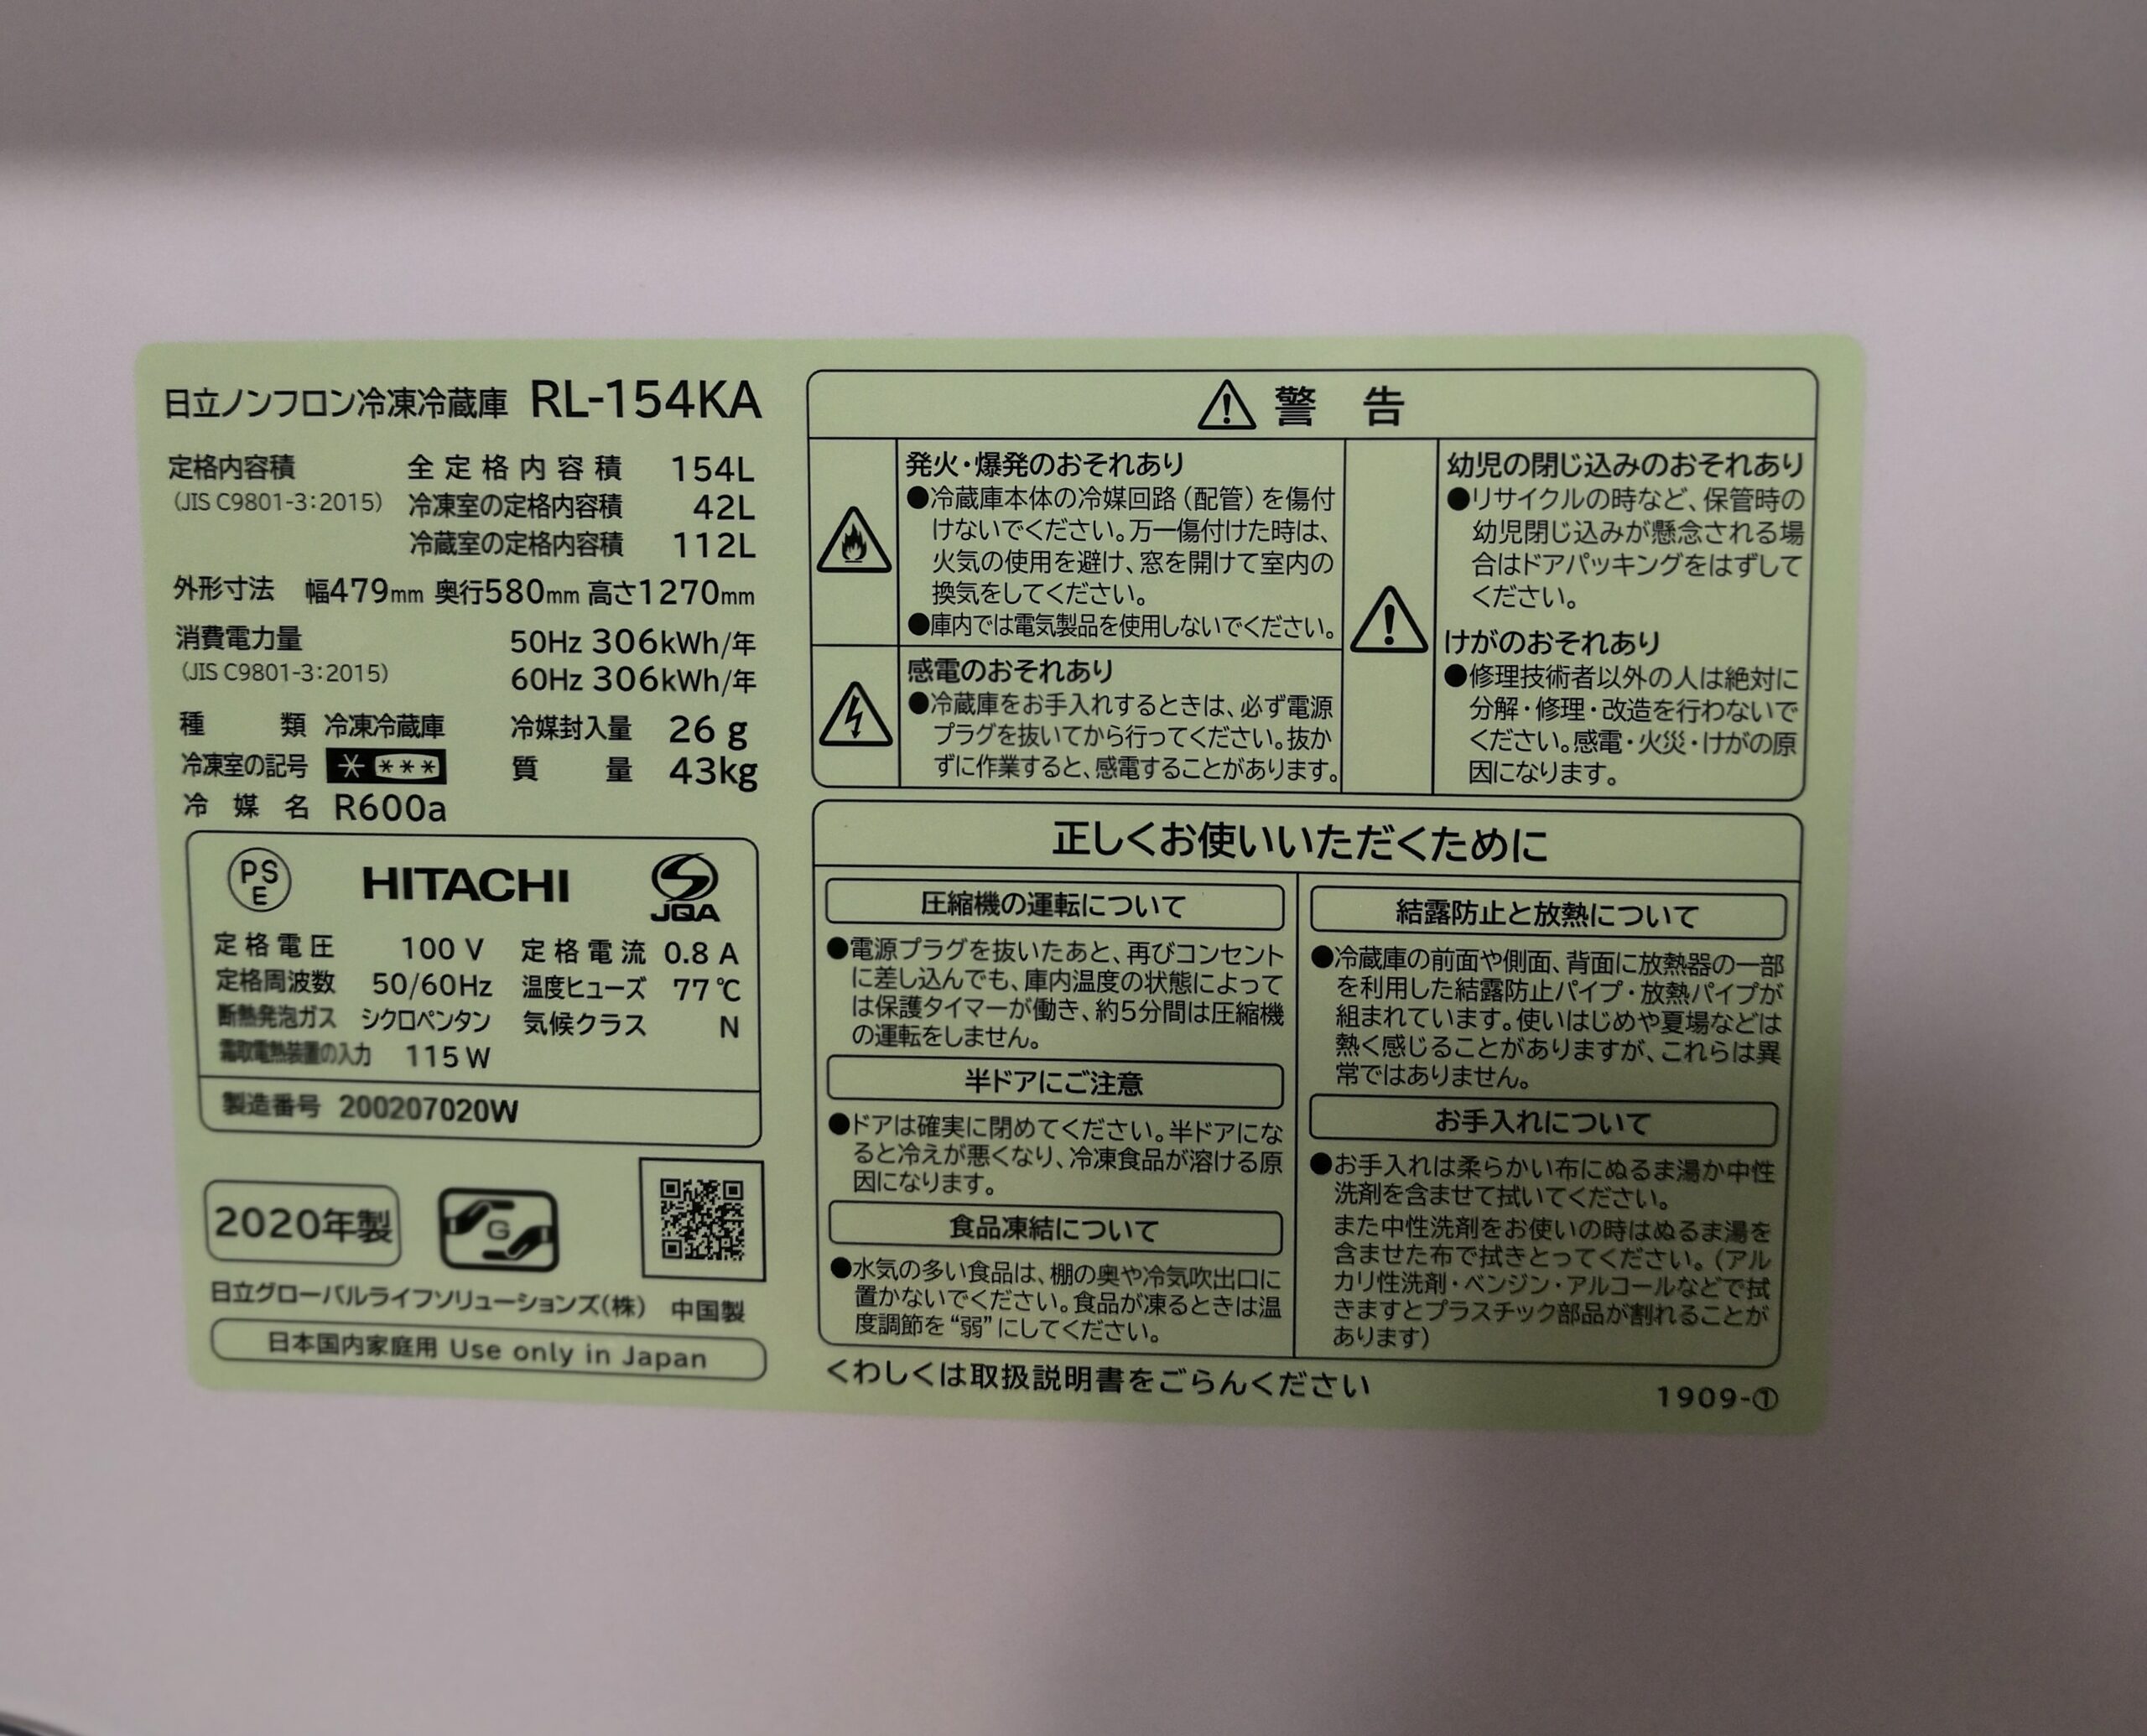 日立ノンフロン冷凍冷蔵庫 RL-154KA
定格内容積 全定格内容積 154L
(JIS C9801-3:2015) 冷凍室の定格内容積 42L
冷蔵室の定格内容積 112L
外形寸法 幅479mm 奥行580mm 高さ1270mm
消費電力量 50Hz 306kWh/年
(JIS C9801-3:2015) 60Hz 306kWh/年
種類 冷凍冷蔵庫 冷媒封入量 26g
冷凍室の記号 * *** 質量 43kg
冷媒名 R600a
PSE HITACHI JQA
定格電圧 100V 定格電流 0.8A
定格周波数 50/60Hz 温度ヒューズ 77℃
断熱発泡ガス シクロペンタン 気候クラス N
霜取電熱装置の入力 115W
製造番号 200207020W
2020年製 G
日立グローバルライフソリューションズ(株) 中国製
日本国内家庭用 Use only in Japan
警告
発火・爆発のおそれあり
●冷蔵庫本体の冷媒回路(配管)を傷付
けないでください。万一傷付けた時は、
火気の使用を避け、窓を開けて室内の
換気をしてください。
●庫内では電気製品を使用しないでください。
感電のおそれあり
●冷蔵庫をお手入れするときは、必ず電源
プラグを抜いてから行ってください。抜か
ずに作業すると、感電することがあります。
幼児の閉じ込みのおそれあり
●リサイクルの時など、保管時の
幼児閉じ込みが懸念される場
合はドアパッキングをはずして
ください。
けがのおそれあり
●修理技術者以外の人は絶対に
分解・修理・改造を行わないで
ください。感電・火災・けがの原
因になります。
正しくお使いいただくために
圧縮機の運転について
●電源プラグを抜いたあと、再びコンセント
に差し込んでも、庫内温度の状態によって
は保護タイマーが働き、約5分間は圧縮機
の運転をしません。
半ドアにご注意
●ドアは確実に閉めてください。半ドアにな
ると冷えが悪くなり、冷凍食品が溶ける原
因になります。
食品凍結について
●水気の多い食品は、棚の奥や冷気吹出口に
置かないでください。食品が凍るときは温
度調節を“弱”にしてください。
結露防止と放熱について
●冷蔵庫の前面や側面、背面に放熱器の一部
を利用した結露防止パイプ・放熱パイプが
組まれています。使いはじめや夏場などは
熱く感じることがありますが、これらは異
常ではありません。
お手入れについて
●お手入れは柔らかい布にぬるま湯か中性
洗剤を含ませて拭いてください。
また中性洗剤をお使いの時はぬるま湯を
含ませた布で拭きとってください。(アル
カリ性洗剤・ベンジン・アルコールなどで拭
きますとプラスチック部品が割れることが
あります)
くわしくは取扱説明書をごらんください
1909-①